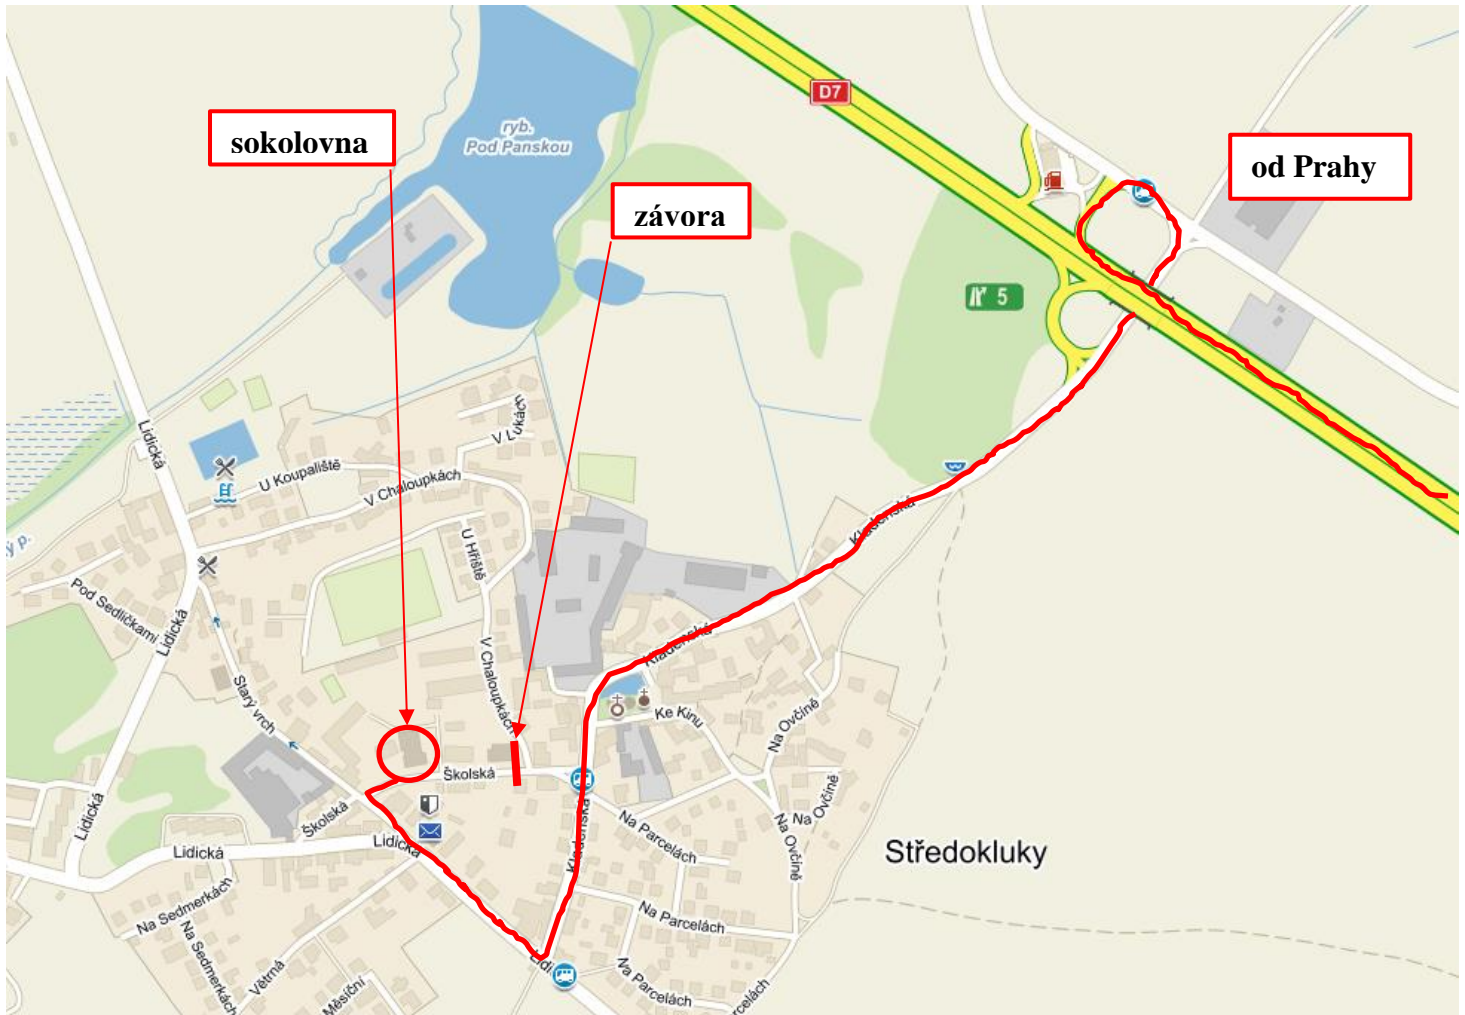 D7
ryb.
Pod Panskou
sokolovna
od Prahy
závora
5
Lidická
V Lukách
U Koupaliště
V Chaloupkách
Kladenská
U Hřiště
ý p.
Pod Sedličkami
Lidická
Kladenská
V Chaloupkách
Starý vrch
Ke Kinu
Na Ovčíně
Školská
Lidická
Školská
Kladenská
Na Parcelách
Na Ovčíně
Na Ovčíně
Lidická
Lidická
Středokluky
Na Sedmerkách
Na Sedmerkách
Na Parcelách
Větrná
Měsíční
Na Parcelách
Parcelách